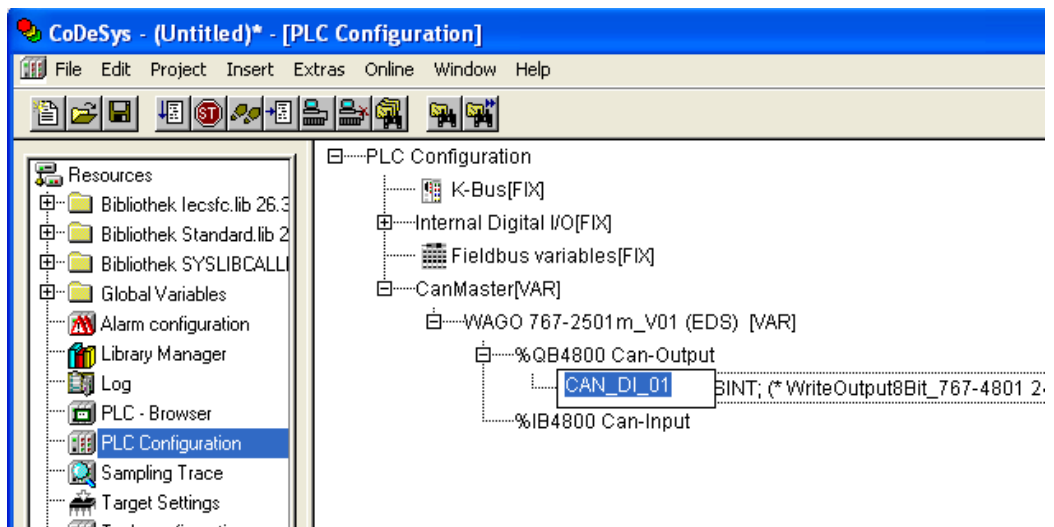 CoDeSys - (Untitled)* - [PLC Configuration]
File Edit Project Insert Extras Online Window Help
ST
Resources
Bibliothek Iecsfc.lib 26.3
Bibliothek Standard.lib 2
Bibliothek SYSLIBCALLI
Global Variables
Alarm configuration
Library Manager
Log
PLC - Browser
PLC Configuration
Sampling Trace
Target Settings
PLC Configuration
K-Bus[FIX]
Internal Digital I/O[FIX]
Fieldbus variables[FIX]
CanMaster[VAR]
WAGO 767-2501m_V01 (EDS) [VAR]
%QB4800 Can-Output
CAN_DI_01 SINT; (* WriteOutput8Bit_767-4801 2
%IB4800 Can-Input